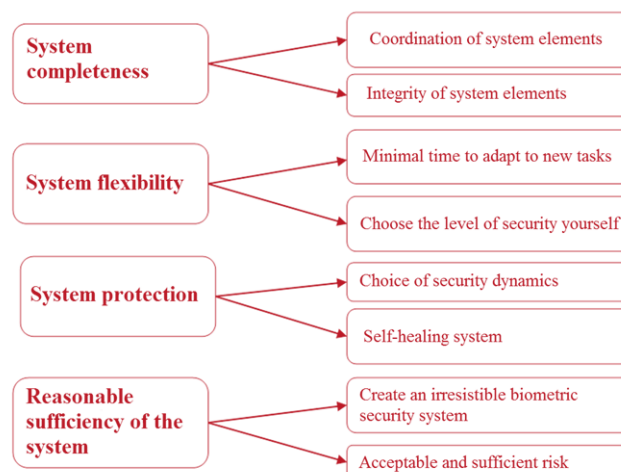 System
completeness
Coordination of system elements
Integrity of system elements
System flexibility
Minimal time to adapt to new tasks
Choose the level of security yourself
System protection
Choice of security dynamics
Self-healing system
Reasonable
sufficiency of the
system
Create an irresistible biometric
security system
Acceptable and sufficient risk